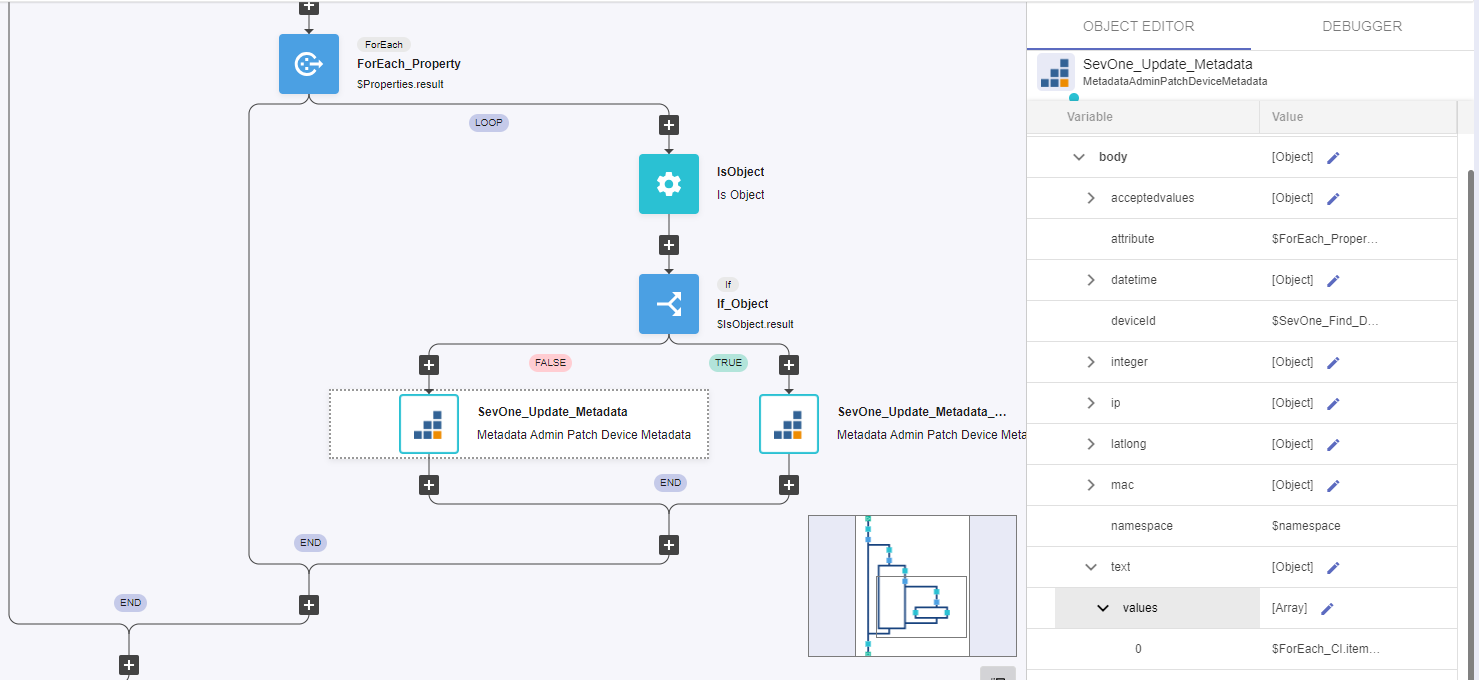 ForEach
ForEach_Property
$Properties.result
LOOP
IsObject
Is Object
If
If_Object
$IsObject.result
FALSE
TRUE
SevOne_Update_Metadata
Metadata Admin Patch Device Metadata
SevOne_Update_Metadata_...
Metadata Admin Patch Device Meta
END
END
END
OBJECT EDITOR
DEBUGGER
SevOne_Update_Metadata
MetadataAdminPatchDeviceMetadata
Variable Value
body [Object]
acceptedvalues [Object]
attribute $ForEach_Proper...
datetime [Object]
deviceId $SevOne_Find_D...
integer [Object]
ip [Object]
latlong [Object]
mac [Object]
namespace $namespace
text [Object]
values [Array]
0 $ForEach_CI.item...